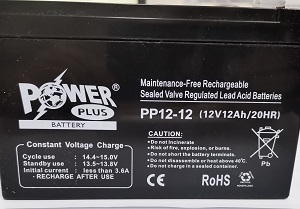 POWER
PLUS
BATTERY
Maintenance-Free Rechargeable
Sealed Valve Regulated Lead Acid Batteries
PP12-12 (12V12Ah/20HR)
Constant Voltage Charge
Cycle use : 14.4~15.0V
Standby use : 13.5~13.8V
Initial current : less than 3.6A
• RECHARGE AFTER USE
CAUTION:
•Do not Incinerate.
•Risk of fire, explosion, or burns.
•Do not short the battery terminals.
•Do not disassemble or heat above 40°C.
•Do not charge in a sealed container.
Pb
CE RoHS